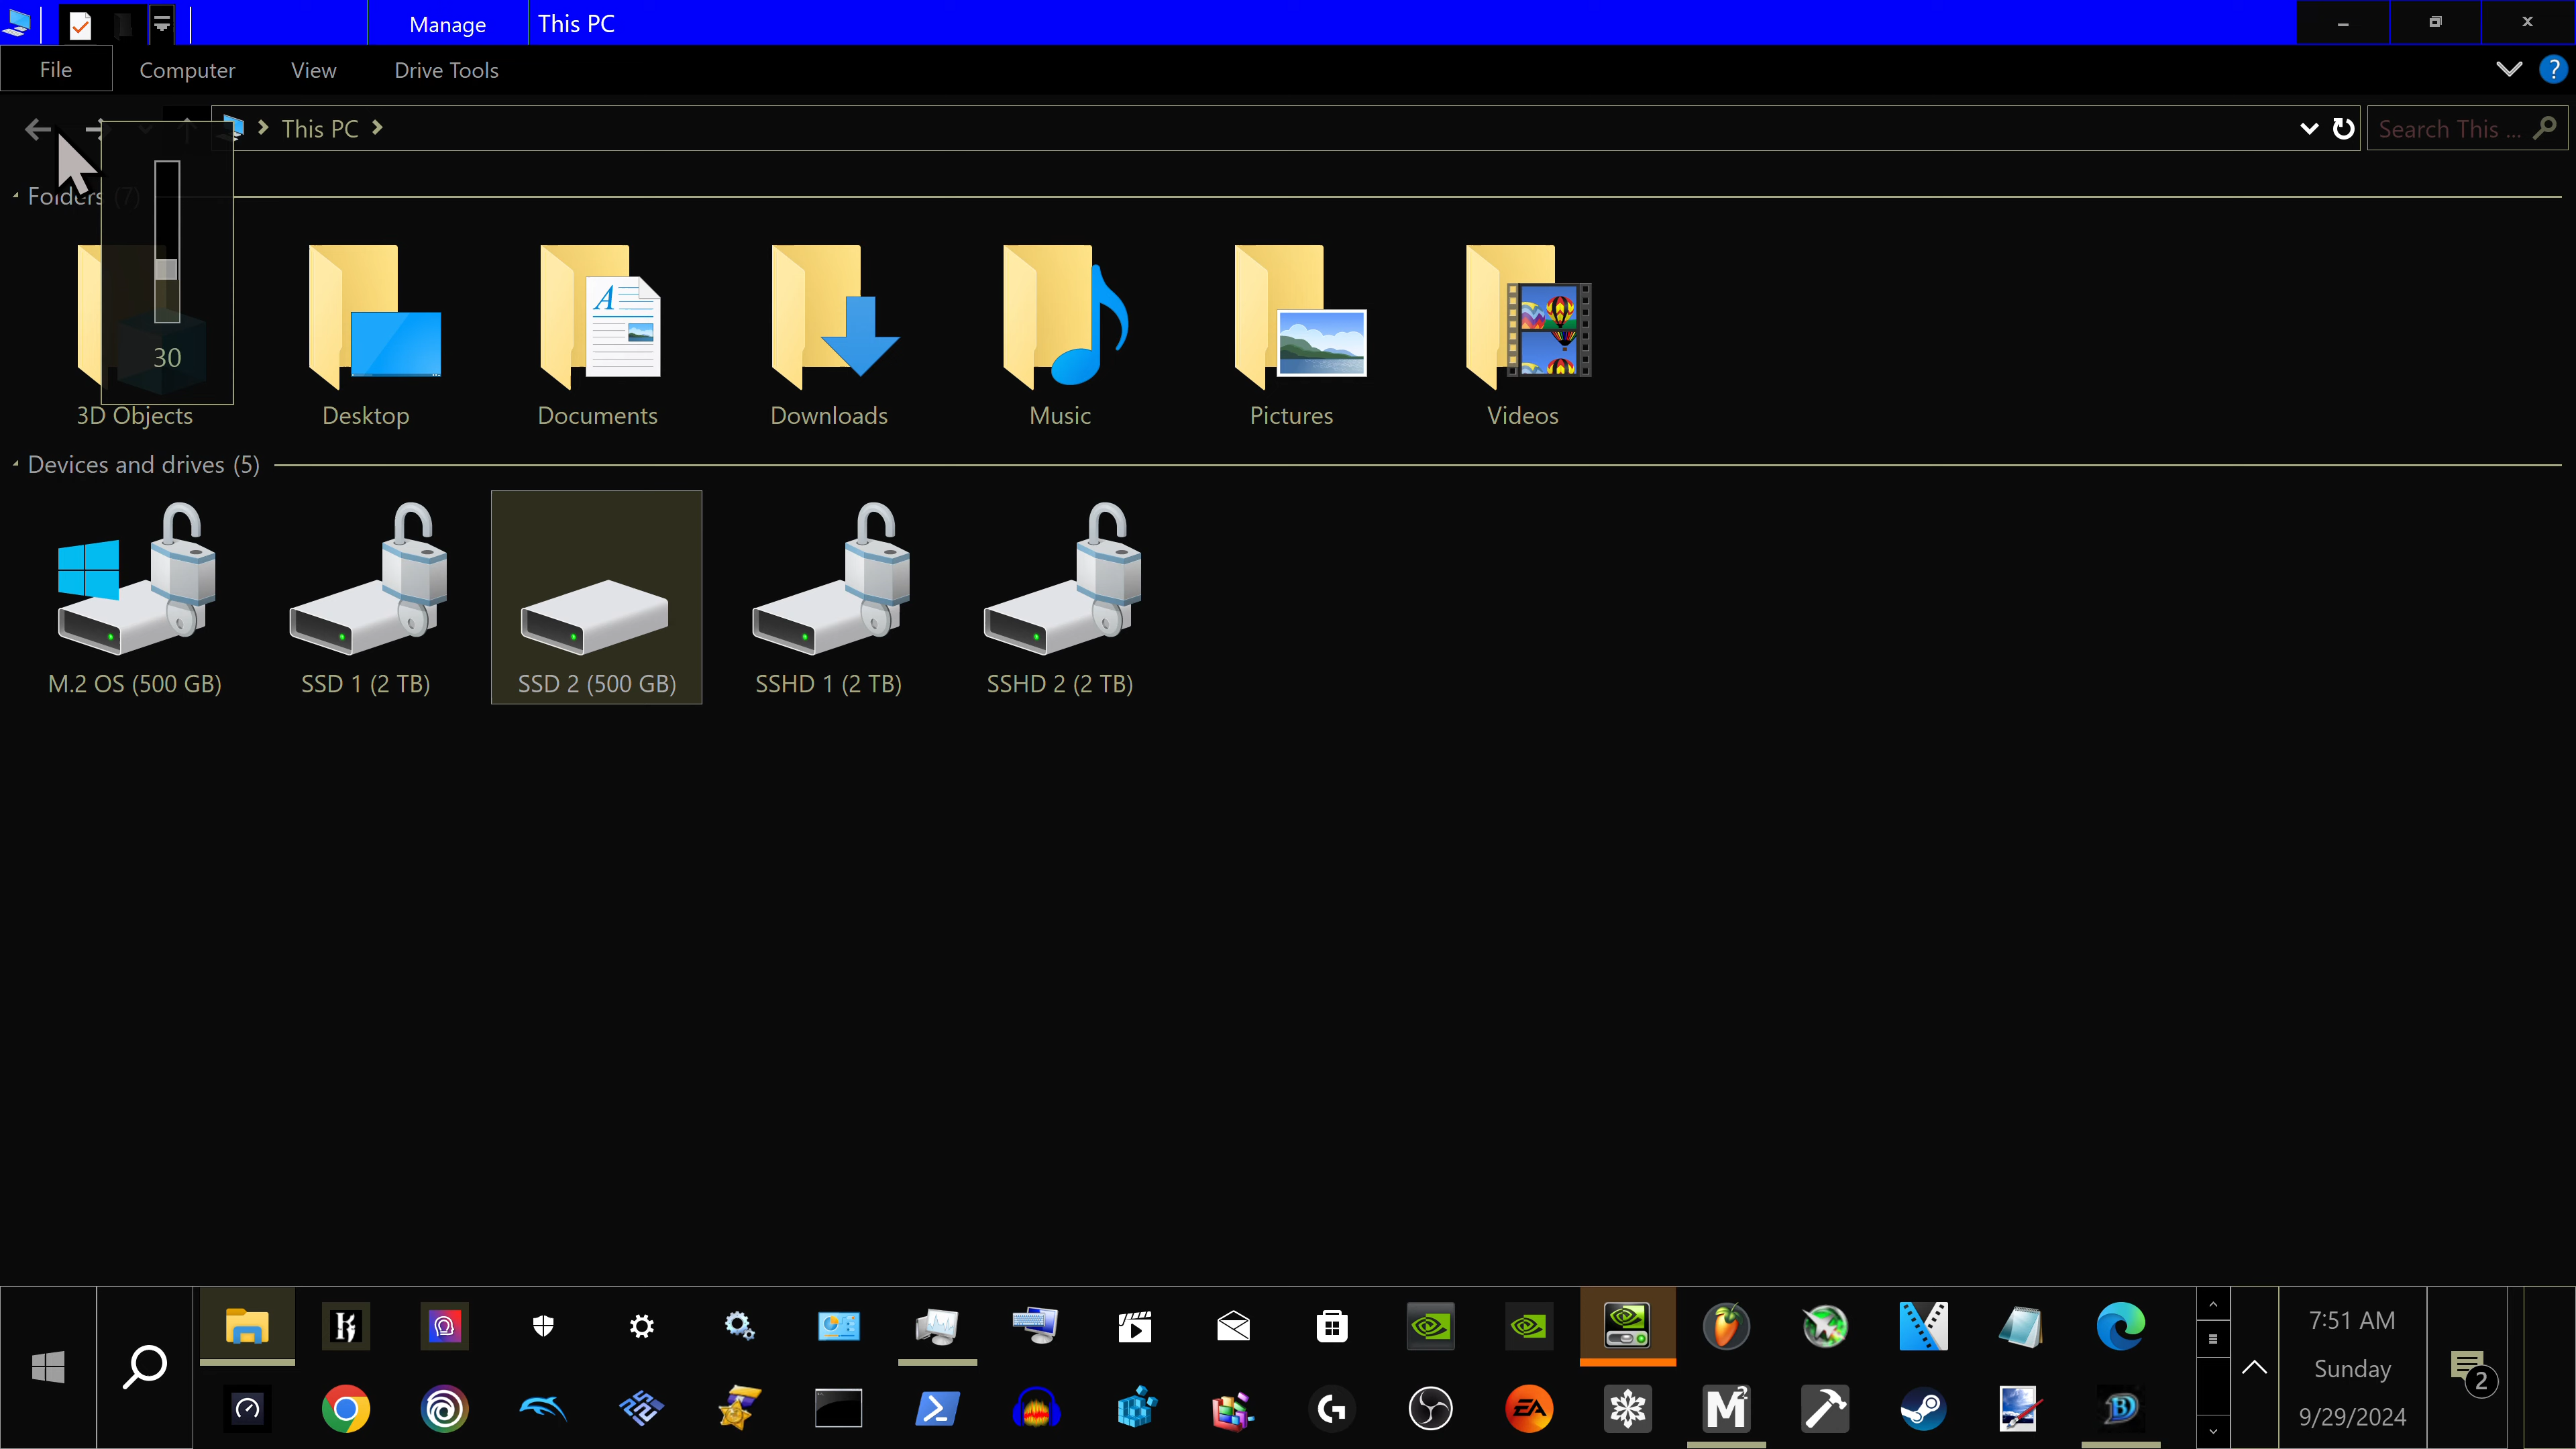 Manage This PC
File Computer View Drive Tools
This PC
Search This ...
Folders (7)
30
3D Objects Desktop Documents Downloads Music Pictures Videos
Devices and drives (5)
M.2 OS (500 GB) SSD 1 (2 TB) SSD 2 (500 GB) SSHD 1 (2 TB) SSHD 2 (2 TB)
7:51 AM
Sunday
9/29/2024
2